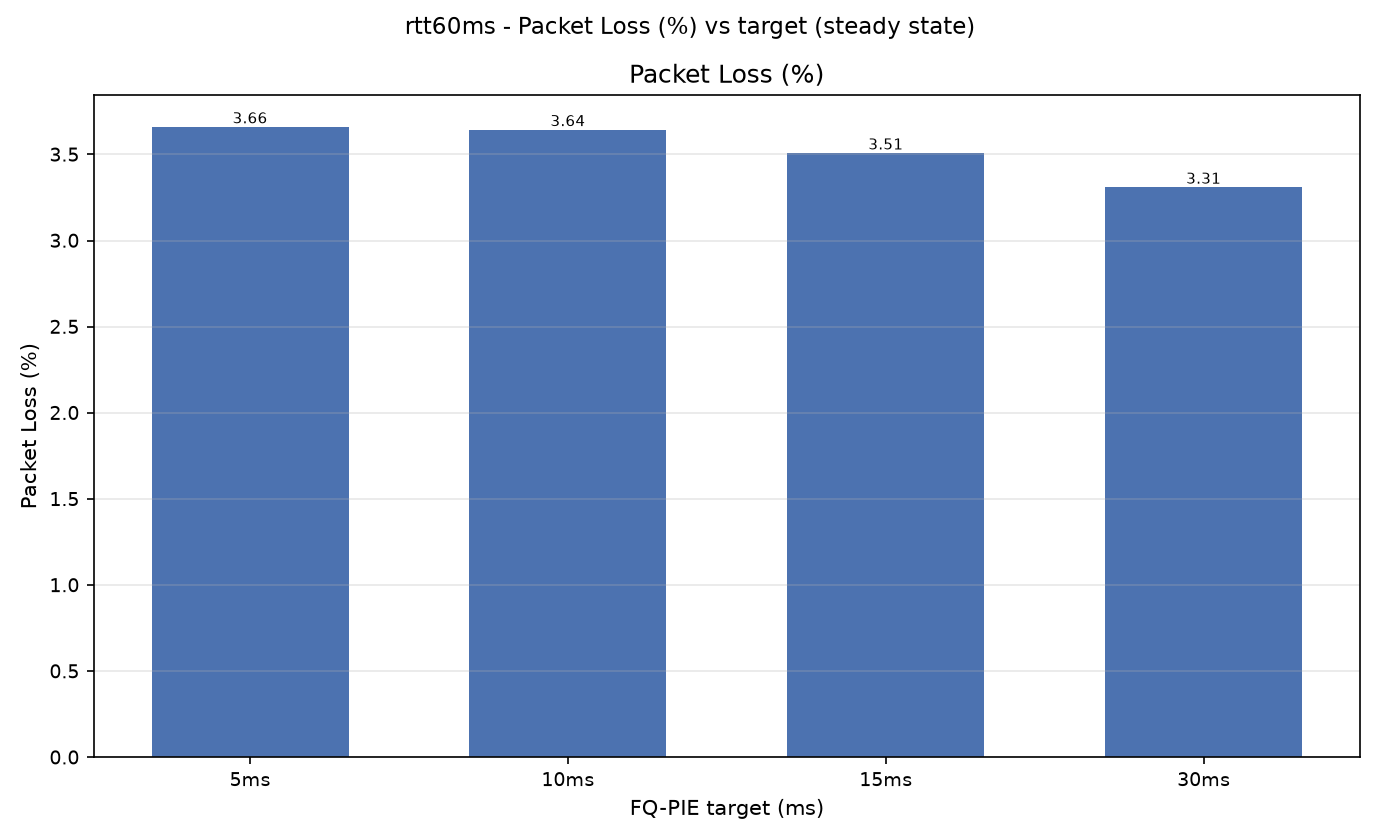 rtt60ms - Packet Loss (%) vs target (steady state)
Packet Loss (%)
3.66
3.64
3.51
3.31
3.5
3.0
2.5
2.0
1.5
1.0
0.5
0.0
Packet Loss (%)
5ms
10ms
15ms
30ms
FQ-PIE target (ms)